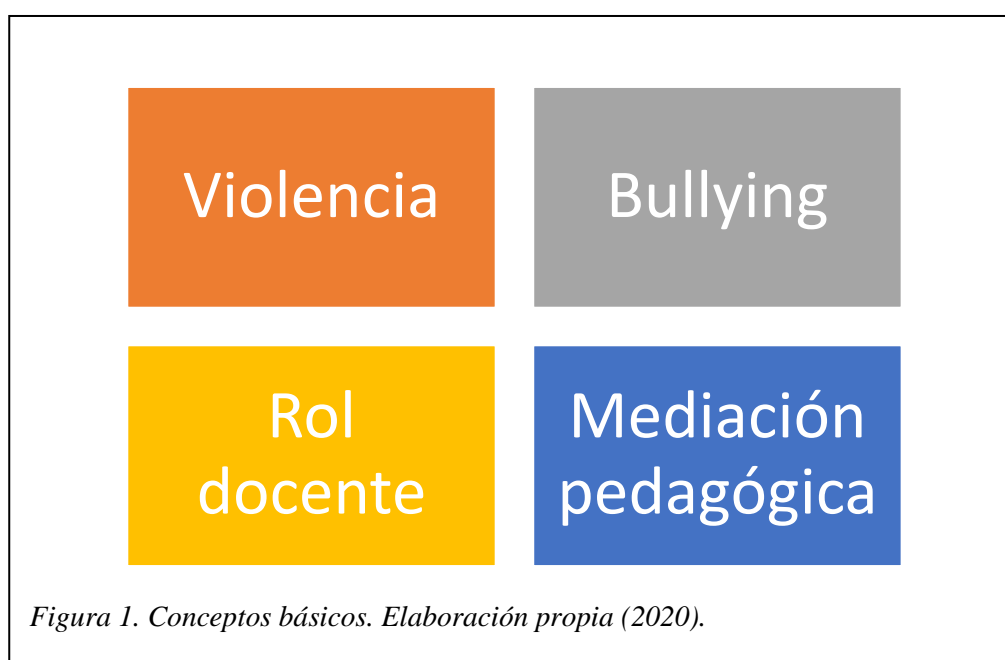 Violencia
Bullying
Rol
docente
Mediación
pedagógica
Figura 1. Conceptos básicos. Elaboración propia (2020).